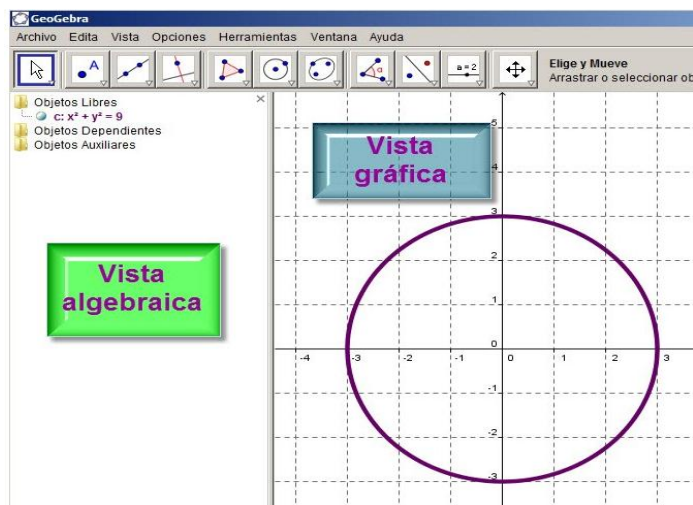 GeoGebra
Archivo Edita Vista Opciones Herramientas Ventana Ayuda
A
α
a = 2
Elige y Mueve
Arrastrar o seleccionar ob
Objetos Libres
c: x² + y² = 9
Objetos Dependientes
Objetos Auxiliares
Vista
gráfica
Vista
algebraica
5
4
3
2
1
0
-4 -3 -2 -1 0 1 2 3
-1
-2
-3